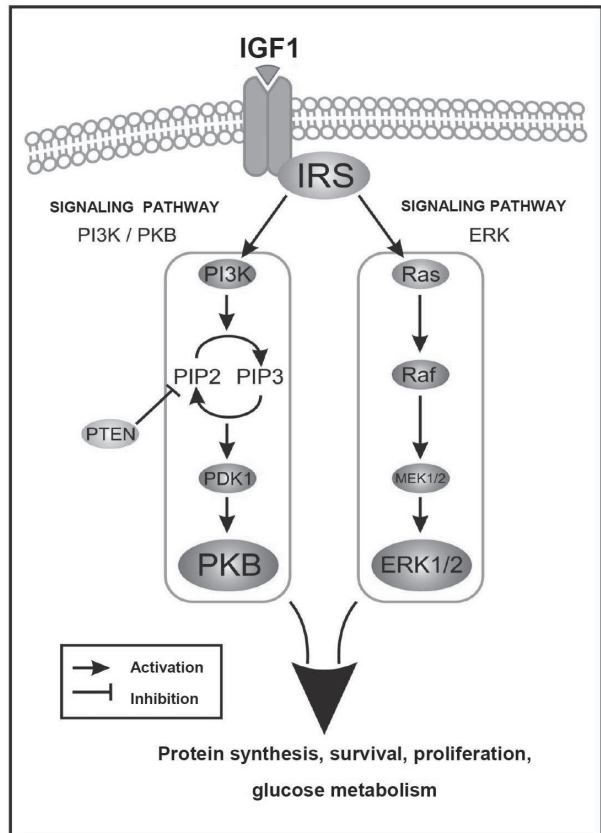 IGF1
IRS
SIGNALING PATHWAY
PI3K / PKB
SIGNALING PATHWAY
ERK
PI3K
Ras
PIP2 PIP3
Raf
PTEN
PDK1
MEK1/2
PKB
ERK1/2
Activation
Inhibition
Protein synthesis, survival, proliferation,
glucose metabolism